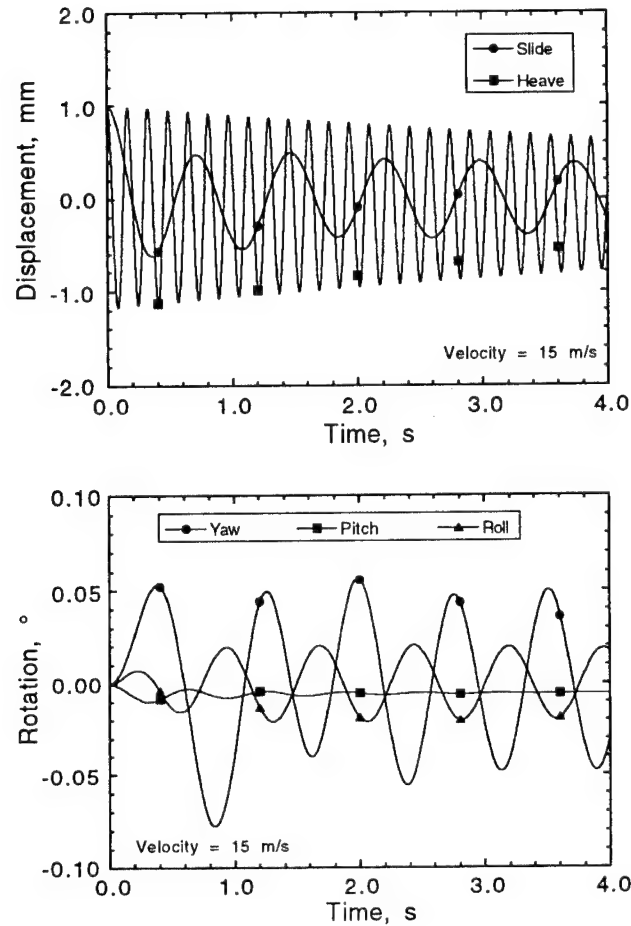 2.0
Slide
Heave
1.0
0.0
-1.0
-2.0
Displacement, mm
Velocity = 15 m/s
0.0 1.0 2.0 3.0 4.0
Time, s
0.10
Yaw Pitch Roll
0.05
0.00
-0.05
-0.10
Rotation, °
Velocity = 15 m/s
0.0 1.0 2.0 3.0 4.0
Time, s